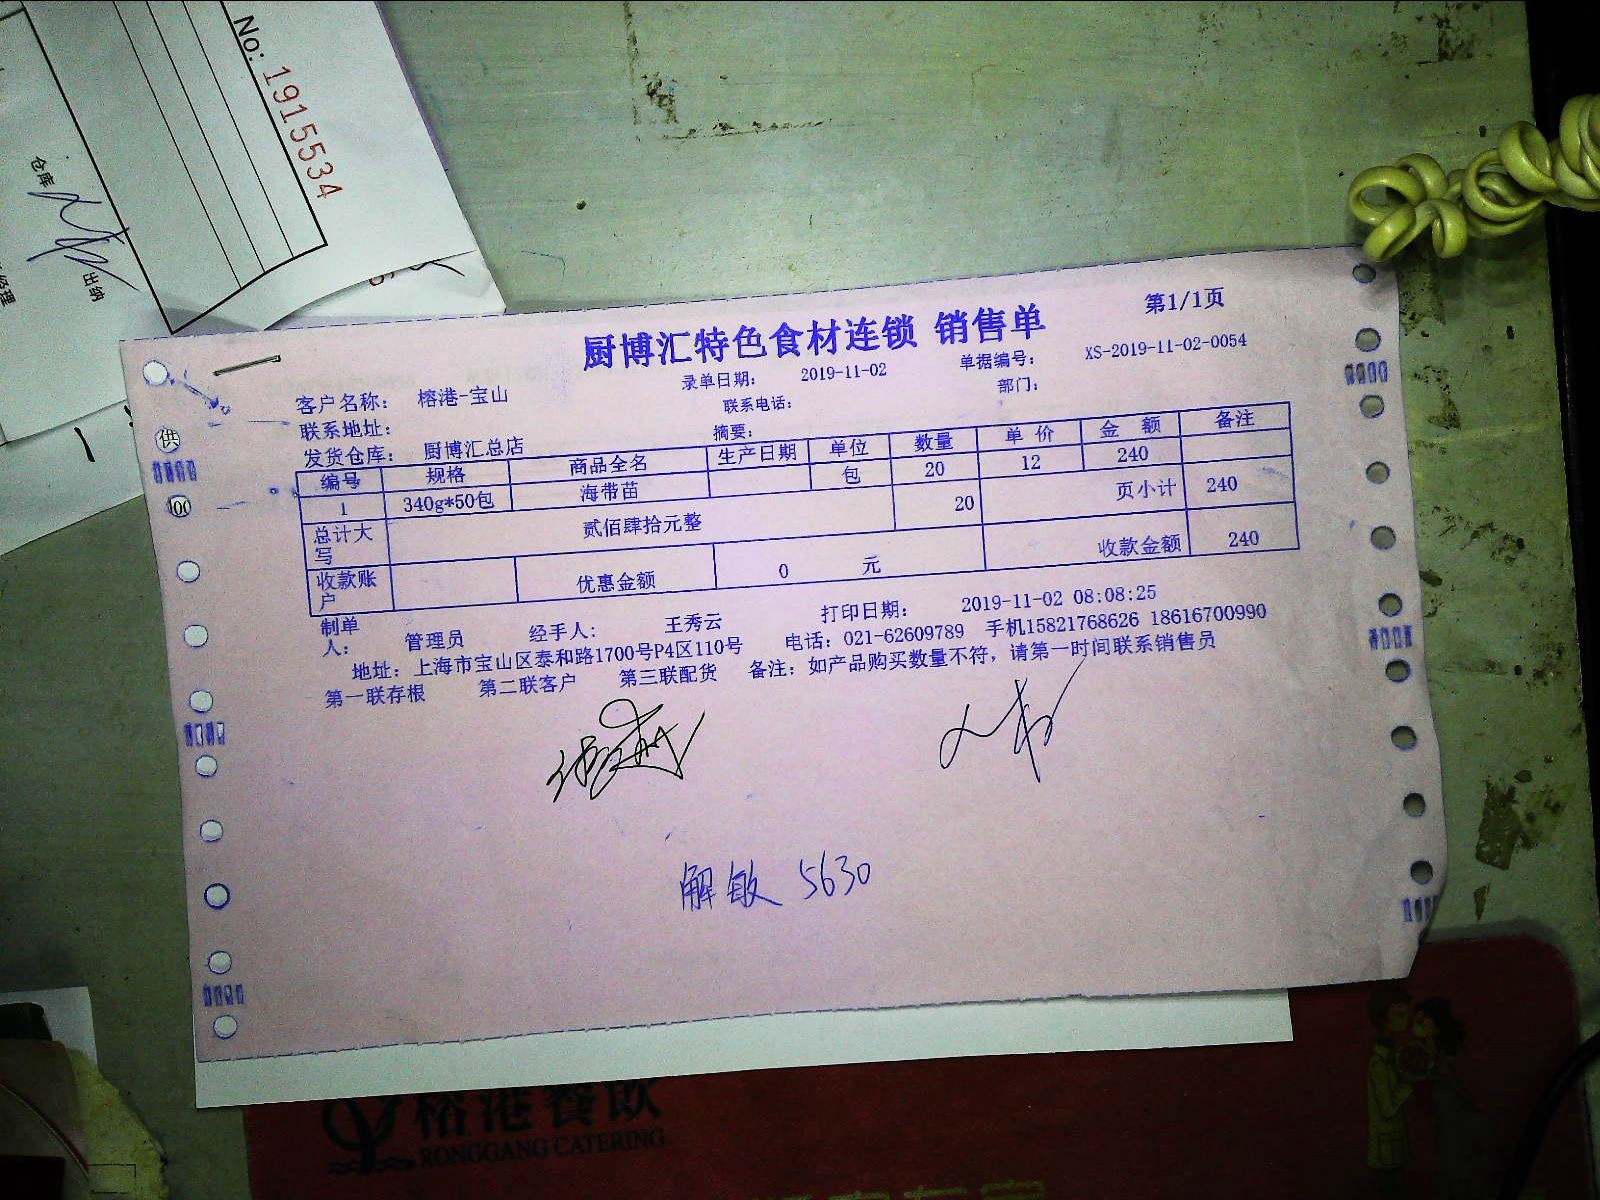 No: 1915534
仓库
出纳
经理
厨博汇特色食材连锁 销售单
第1/1页
录单日期: 2019-11-02 单据编号: XS-2019-11-02-0054
客户名称: 榕港-宝山 联系电话: 部门:
联系地址: 摘要:
发货仓库: 厨博汇总店
编号 规格 商品全名 生产日期 单位 数量 单价 金额 备注
1 340g*50包 海带苗 包 20 12 240
总计大写 贰佰肆拾元整 20 页小计 240
收款账户 优惠金额 0 元 收款金额 240
制单人: 管理员 经手人: 王秀云 打印日期: 2019-11-02 08:08:25
地址: 上海市宝山区泰和路1700号P4区110号 电话: 021-62609789 手机15821768626 18616700990
第一联存根 第二联客户 第三联配货 备注: 如产品购买数量不符, 请第一时间联系销售员
供
解敏 5630
榕港餐饮
RONGGANG CATERING